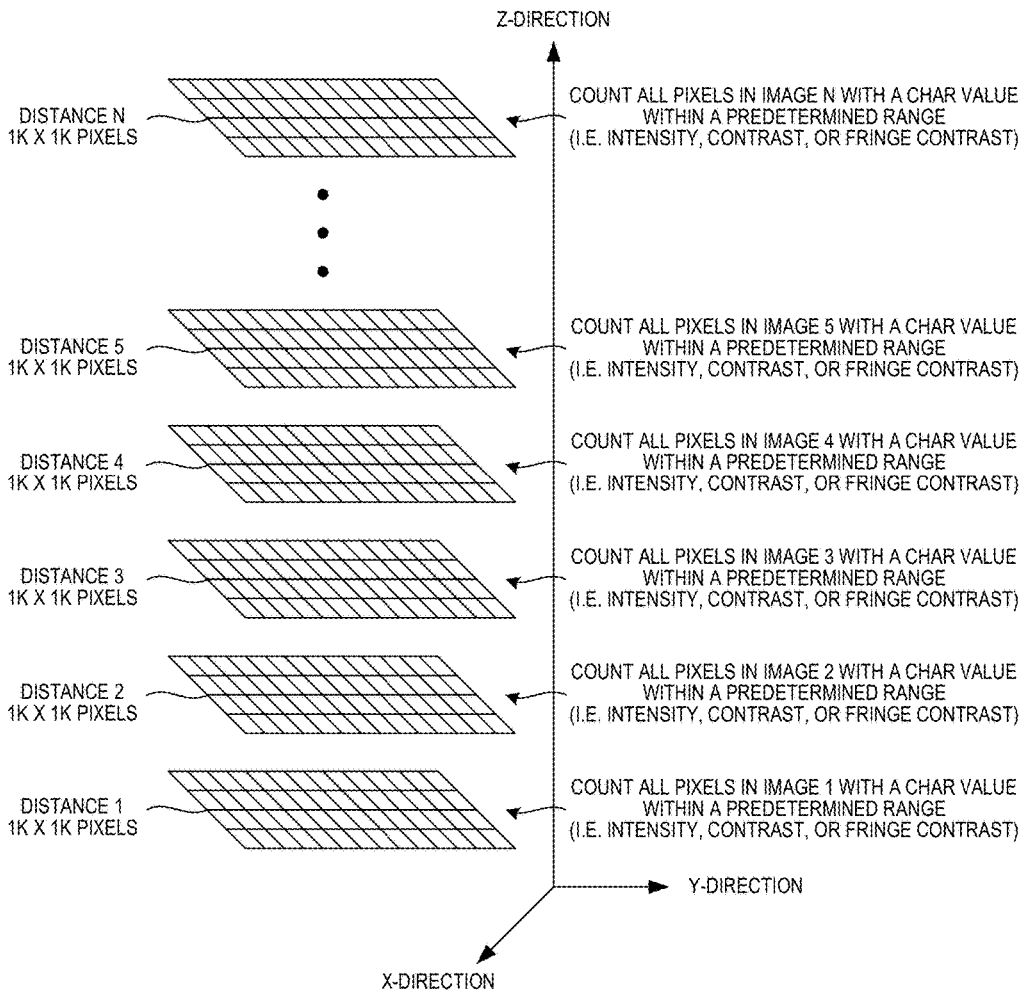 Z-DIRECTION
DISTANCE N
1K X 1K PIXELS
COUNT ALL PIXELS IN IMAGE N WITH A CHAR VALUE
WITHIN A PREDETERMINED RANGE
(I.E. INTENSITY, CONTRAST, OR FRINGE CONTRAST)
DISTANCE 5
1K X 1K PIXELS
COUNT ALL PIXELS IN IMAGE 5 WITH A CHAR VALUE
WITHIN A PREDETERMINED RANGE
(I.E. INTENSITY, CONTRAST, OR FRINGE CONTRAST)
DISTANCE 4
1K X 1K PIXELS
COUNT ALL PIXELS IN IMAGE 4 WITH A CHAR VALUE
WITHIN A PREDETERMINED RANGE
(I.E. INTENSITY, CONTRAST, OR FRINGE CONTRAST)
DISTANCE 3
1K X 1K PIXELS
COUNT ALL PIXELS IN IMAGE 3 WITH A CHAR VALUE
WITHIN A PREDETERMINED RANGE
(I.E. INTENSITY, CONTRAST, OR FRINGE CONTRAST)
DISTANCE 2
1K X 1K PIXELS
COUNT ALL PIXELS IN IMAGE 2 WITH A CHAR VALUE
WITHIN A PREDETERMINED RANGE
(I.E. INTENSITY, CONTRAST, OR FRINGE CONTRAST)
DISTANCE 1
1K X 1K PIXELS
COUNT ALL PIXELS IN IMAGE 1 WITH A CHAR VALUE
WITHIN A PREDETERMINED RANGE
(I.E. INTENSITY, CONTRAST, OR FRINGE CONTRAST)
Y-DIRECTION
X-DIRECTION